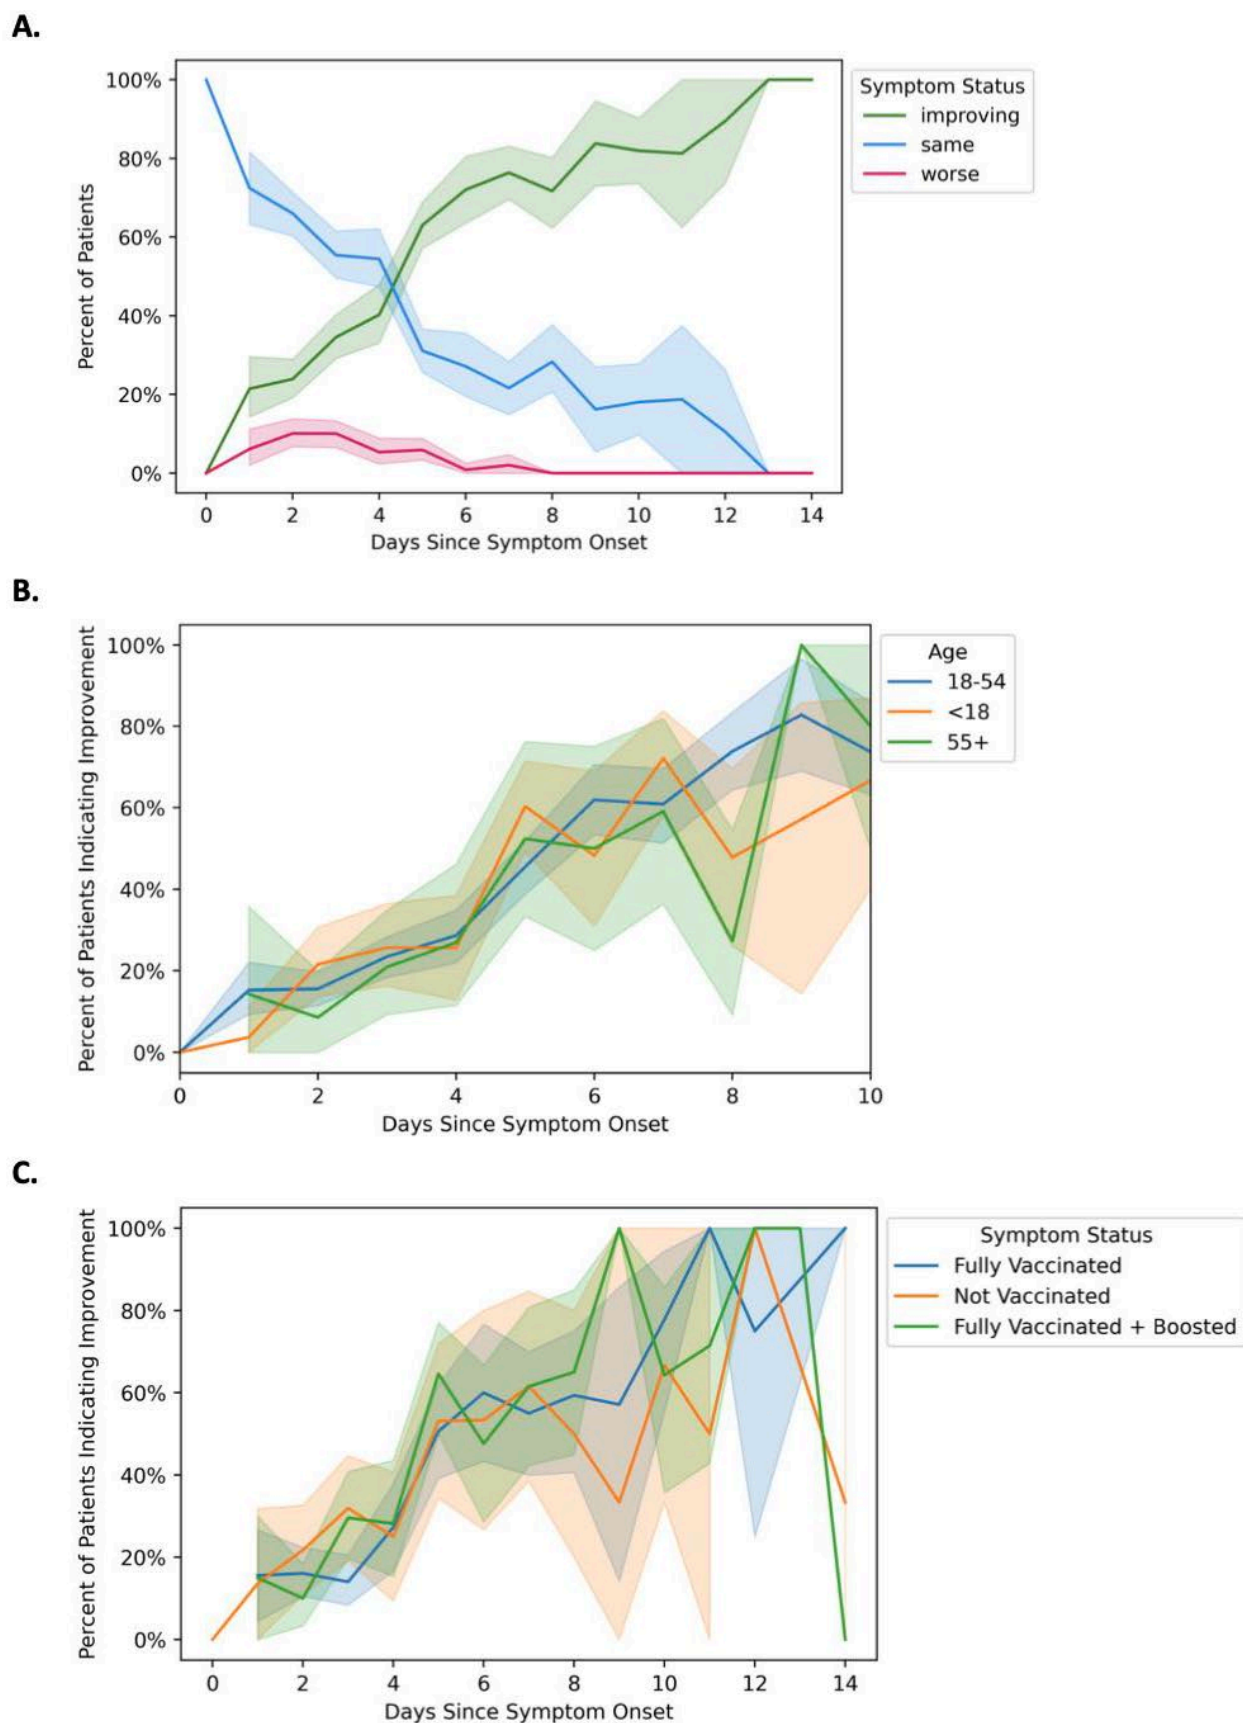 A.
Percent of Patients
100%
80%
60%
40%
20%
0%
0 2 4 6 8 10 12 14
Days Since Symptom Onset
Symptom Status
improving
same
worse
B.
Percent of Patients Indicating Improvement
100%
80%
60%
40%
20%
0%
0 2 4 6 8 10
Days Since Symptom Onset
Age
18-54
<18
55+
C.
Percent of Patients Indicating Improvement
100%
80%
60%
40%
20%
0%
0 2 4 6 8 10 12 14
Days Since Symptom Onset
Symptom Status
Fully Vaccinated
Not Vaccinated
Fully Vaccinated + Boosted